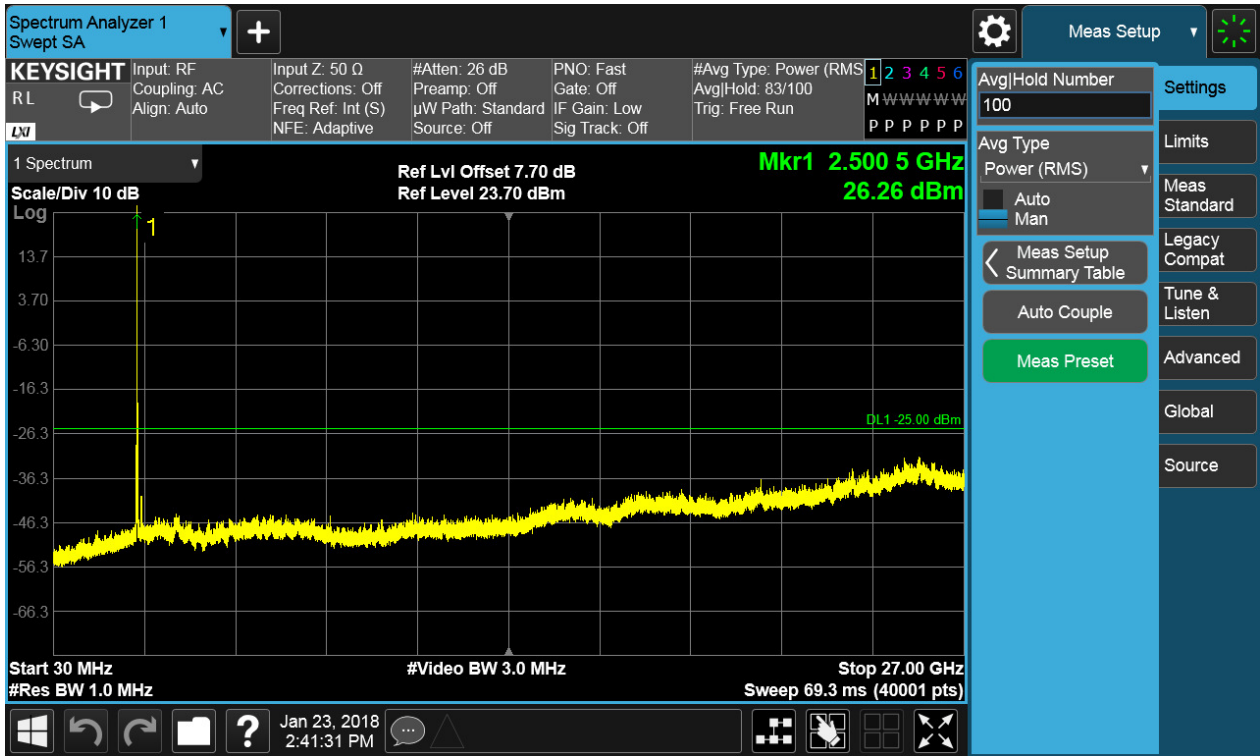 Spectrum Analyzer 1
Swept SA
+
Meas Setup
KEYSIGHT
RL
LXI
Input: RF
Coupling: AC
Align: Auto
Input Z: 50 Ω
Corrections: Off
Freq Ref: Int (S)
NFE: Adaptive
#Atten: 26 dB
Preamp: Off
µW Path: Standard
Source: Off
PNO: Fast
Gate: Off
IF Gain: Low
Sig Track: Off
#Avg Type: Power (RMS
Avg|Hold: 83/100
Trig: Free Run
1 2 3 4 5 6
M W W W W W
P P P P P P
1 Spectrum
Scale/Div 10 dB
Ref Lvl Offset 7.70 dB
Ref Level 23.70 dBm
Mkr1 2.500 5 GHz
26.26 dBm
Log
1
13.7
3.70
-6.30
-16.3
DL1 -25.00 dBm
-26.3
-36.3
-46.3
-56.3
-66.3
Start 30 MHz
#Video BW 3.0 MHz
Stop 27.00 GHz
#Res BW 1.0 MHz
Sweep 69.3 ms (40001 pts)
Avg|Hold Number
100
Avg Type
Power (RMS)
Auto
Man
Meas Setup
Summary Table
Auto Couple
Meas Preset
Settings
Limits
Meas
Standard
Legacy
Compat
Tune &
Listen
Advanced
Global
Source
?
Jan 23, 2018
2:41:31 PM